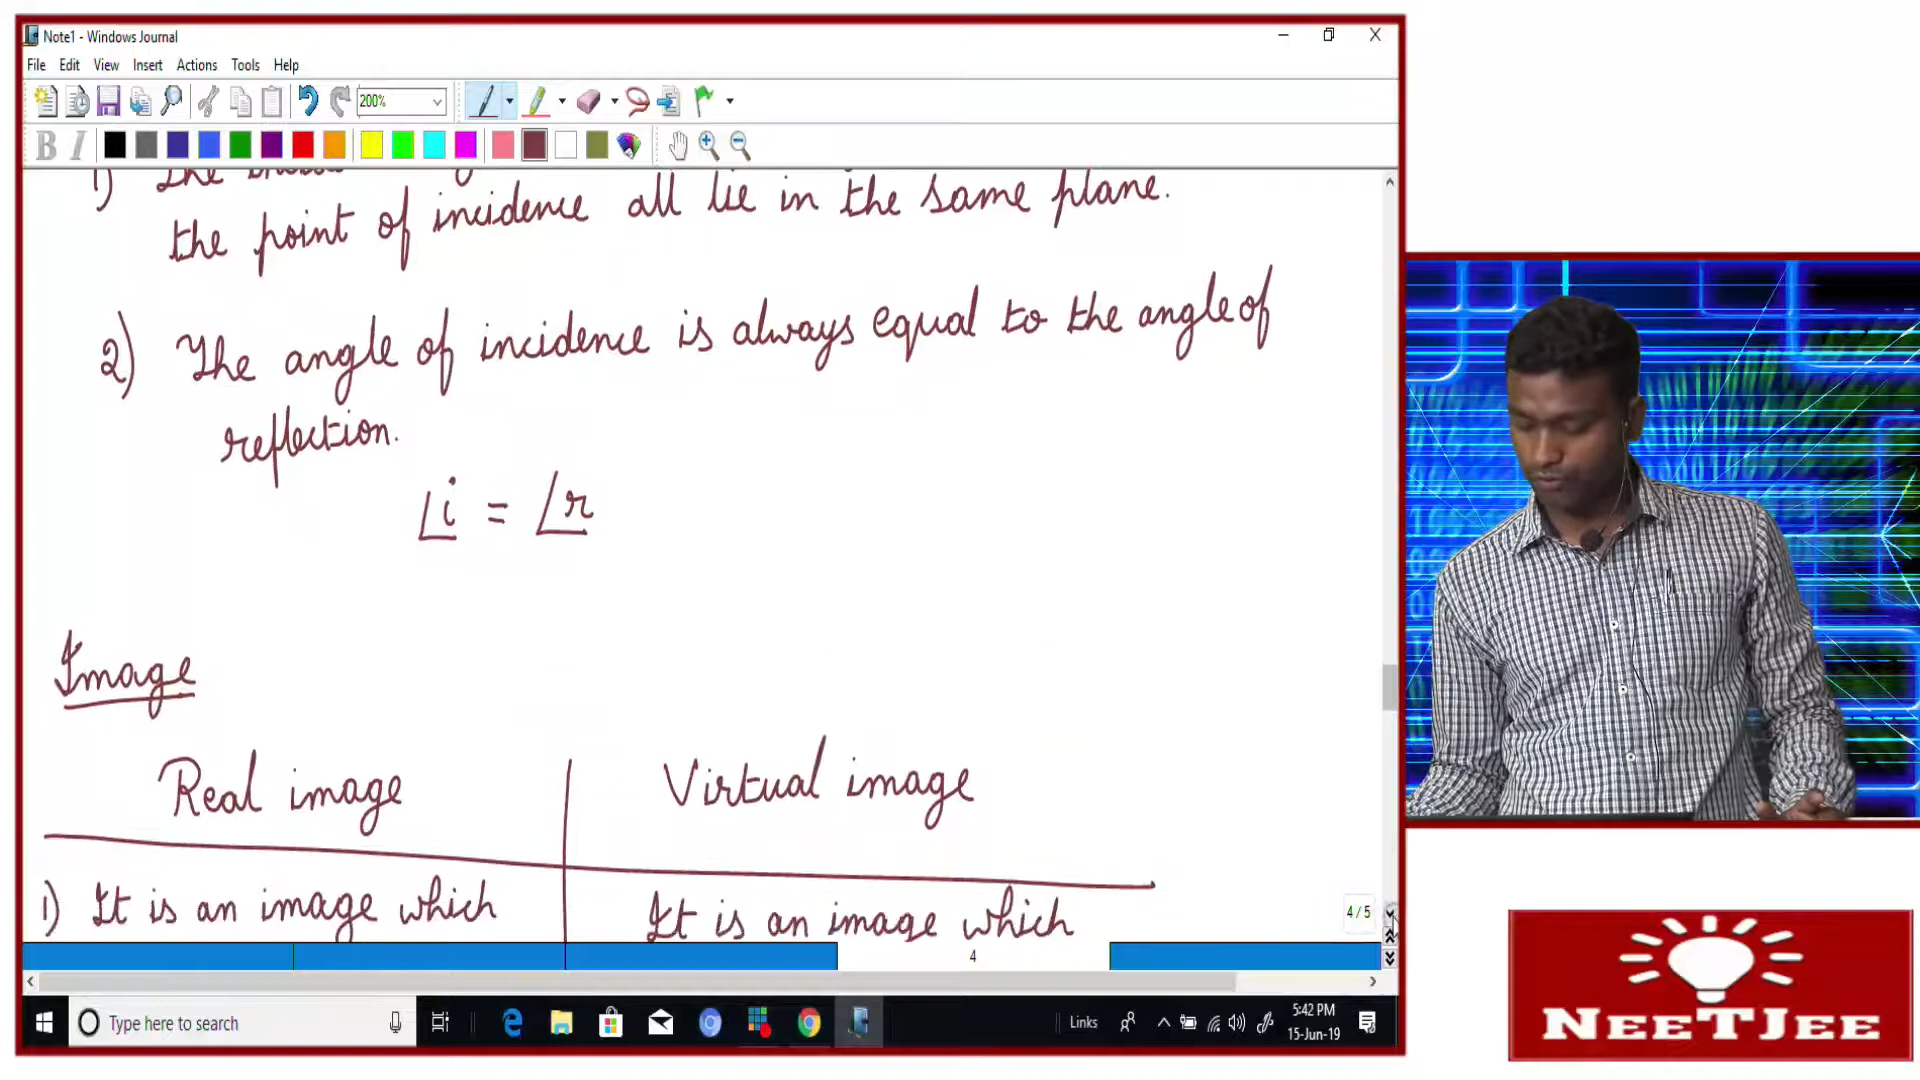 Note1 - Windows Journal
File Edit View Insert Actions Tools Help
200%
B I
1) The
the point of incidence all lie in the same plane.
2) The angle of incidence is always equal to the angle of
reflection.
∠i = ∠r
Image
Real image Virtual image
1) It is an image which It is an image which
4/5
4
Type here to search
Links
5:42 PM
15-Jun-19
NEETJEE